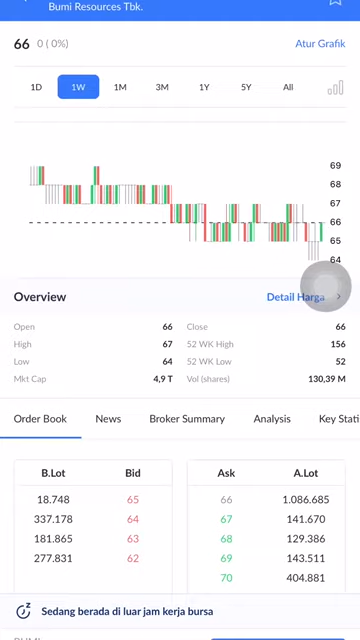 Bumi Resources Tbk.
66 0 ( 0%) Atur Grafik
1D 1W 1M 3M 1Y 5Y All
69
68
67
66
65
64
Overview Detail Harga >
Open 66 Close 66
High 67 52 WK High 156
Low 64 52 WK Low 52
Mkt Cap 4,9 T Vol (shares) 130,39 M
Order Book News Broker Summary Analysis Key Stati
B.Lot Bid Ask A.Lot
18.748 65 66 1.086.685
337.178 64 67 141.670
181.865 63 68 129.386
277.831 62 69 143.511
70 404.881
Sedang berada di luar jam kerja bursa